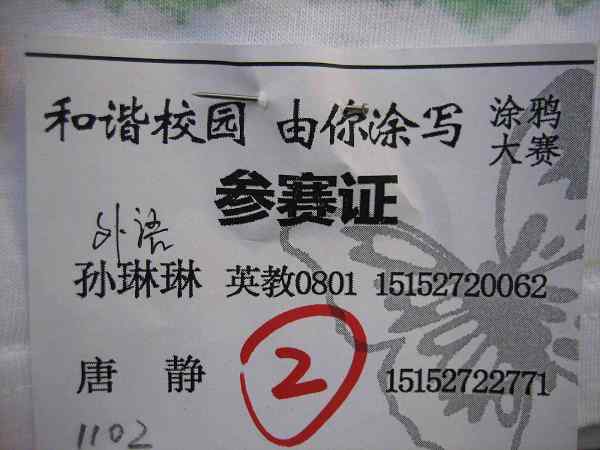 和谐校园 由你涂写 涂鸦大赛
参赛证
外语
孙琳琳 英教0801 15152720062
唐静 2 15152722771
1102